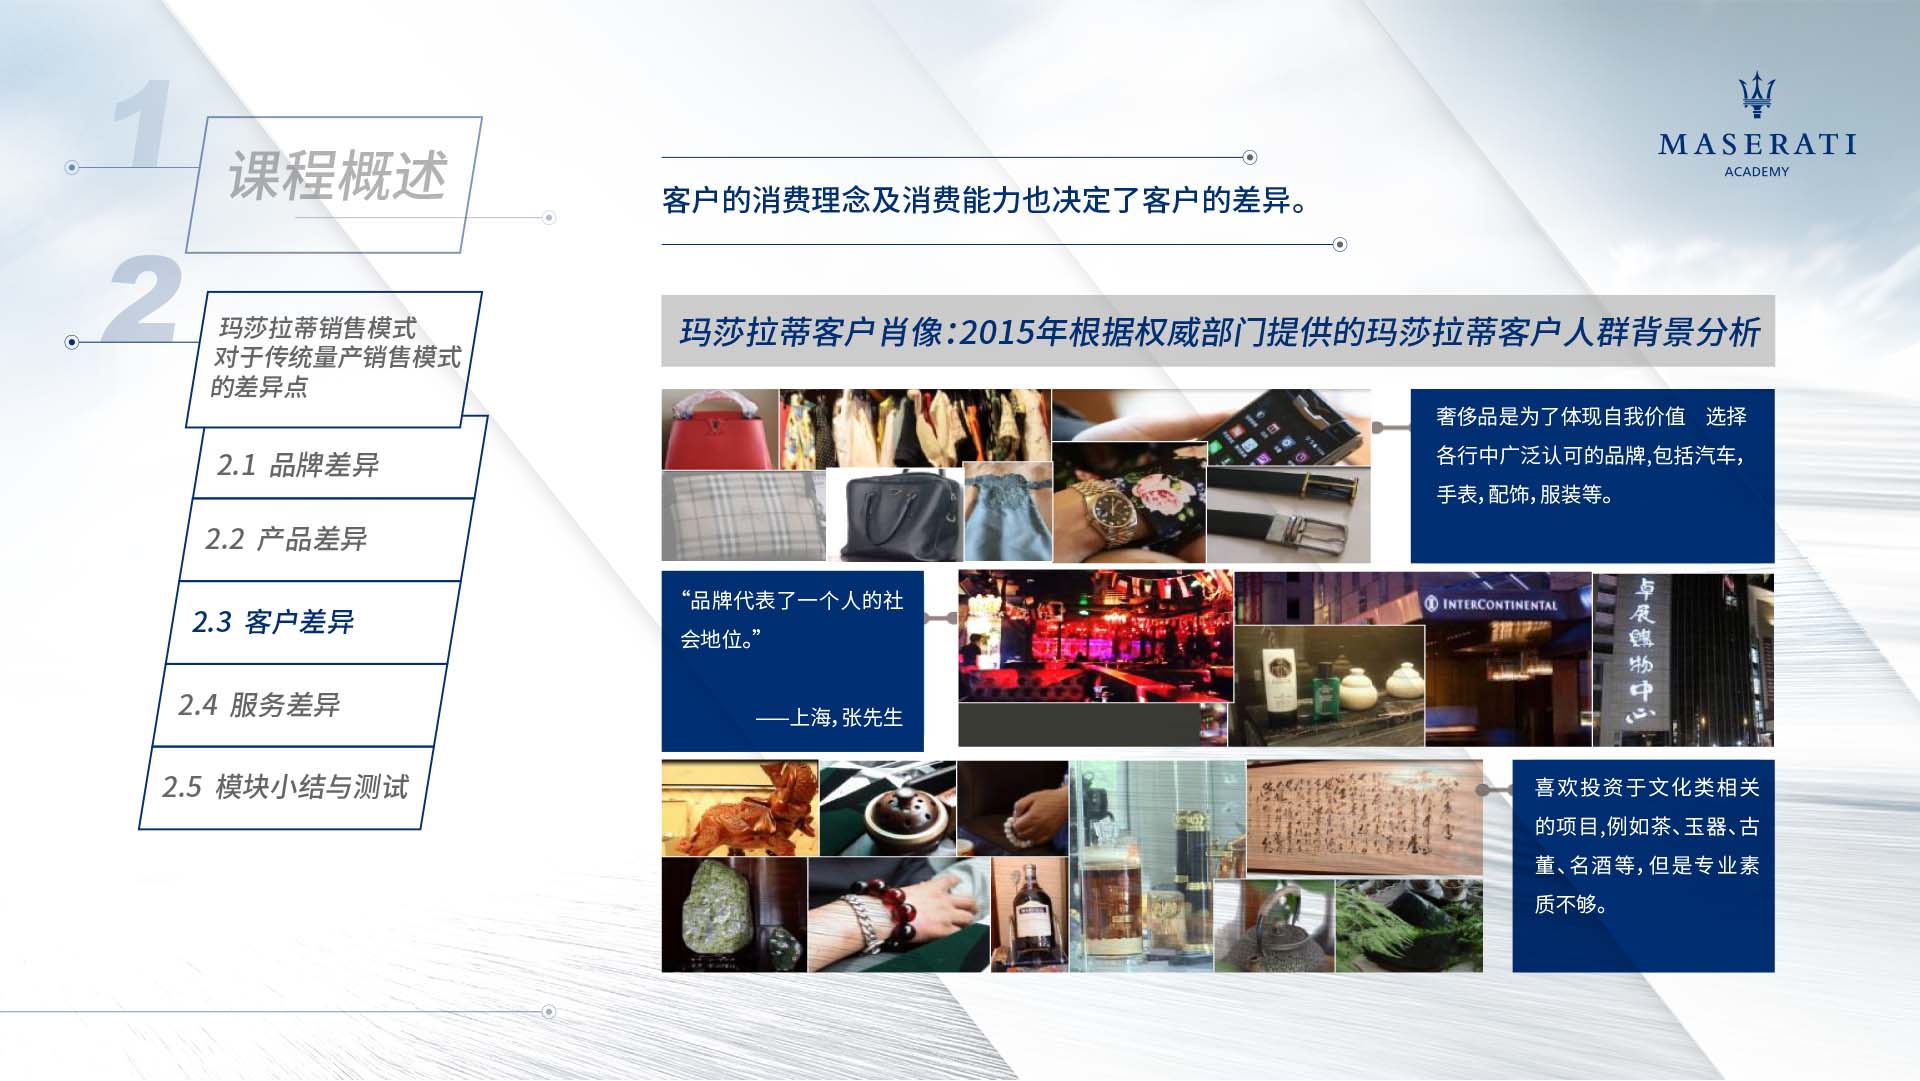 1
课程概述
2
玛莎拉蒂销售模式
对于传统量产销售模式
的差异点
2.1 品牌差异
2.2 产品差异
2.3 客户差异
2.4 服务差异
2.5 模块小结与测试
MASERATI
ACADEMY
客户的消费理念及消费能力也决定了客户的差异。
玛莎拉蒂客户肖像：2015年根据权威部门提供的玛莎拉蒂客户人群背景分析
奢侈品是为了体现自我价值　选择
各行中广泛认可的品牌,包括汽车，
手表，配饰，服装等。
“品牌代表了一个人的社
会地位。”
——上海，张先生
INTERCONTINENTAL
卓展購物中心
喜欢投资于文化类相关
的项目,例如茶、玉器、古
董、名酒等，但是专业素
质不够。